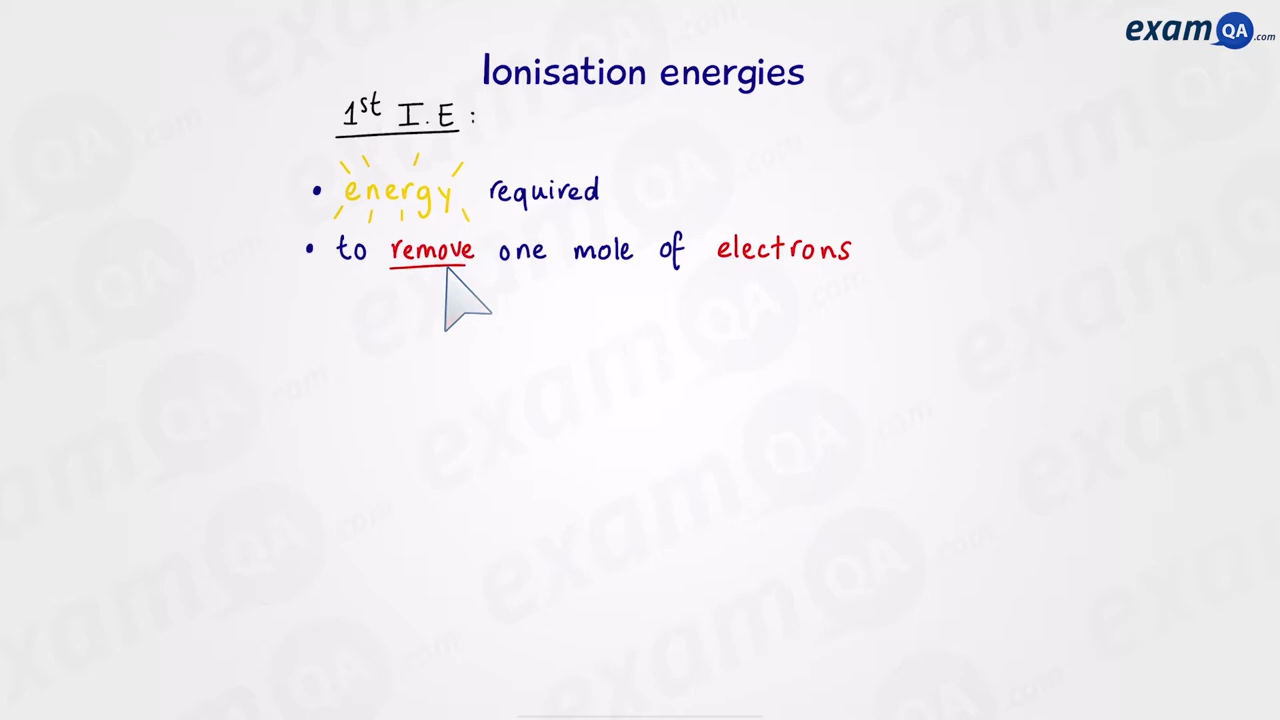 examQA.com
Ionisation energies
1st I.E :
• energy required
• to remove one mole of electrons